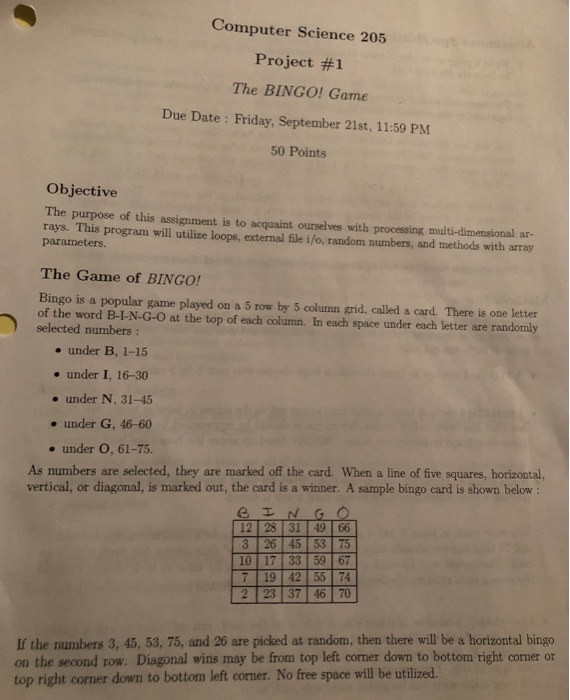 Computer Science 205
Project #1
The BINGO! Game
Due Date : Friday, September 21st, 11:59 PM
50 Points
Objective
The purpose of this assignment is to acquaint ourselves with processing multi-dimensional ar-
rays. This program will utilize loops, external file i/o, random numbers, and methods with array
parameters.
The Game of BINGO!
Bingo is a popular game played on a 5 row by 5 column grid, called a card. There is one letter
of the word B-I-N-G-O at the top of each column. In each space under each letter are randomly
selected numbers :
• under B, 1–15
• under I, 16–30
• under N, 31–45
• under G, 46–60
• under O, 61–75.
As numbers are selected, they are marked off the card. When a line of five squares, horizontal,
vertical, or diagonal, is marked out, the card is a winner. A sample bingo card is shown below :
B I N G O
12 28 31 49 66
3 26 45 53 75
10 17 33 59 67
7 19 42 55 74
2 23 37 46 70
If the numbers 3, 45, 53, 75, and 26 are picked at random, then there will be a horizontal bingo
on the second row. Diagonal wins may be from top left corner down to bottom right corner or
top right corner down to bottom left corner. No free space will be utilized.